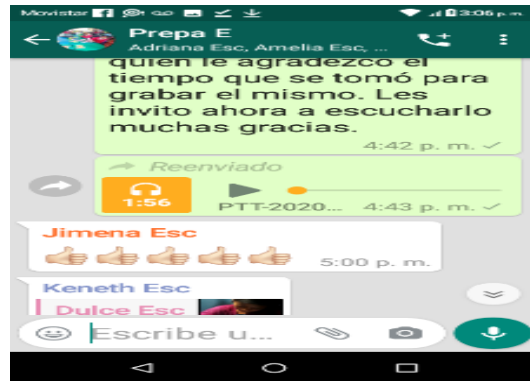 Movistar 3:06 p. m.
Prepa E
Adriana Esc, Amelia Esc, ...
quien le agradezco el
tiempo que se tomó para
grabar el mismo. Les
invito ahora a escucharlo
muchas gracias.
4:42 p. m.
Reenviado
1:56 PTT-2020... 4:43 p. m.
Jimena Esc
5:00 p. m.
Keneth Esc
Dulce Esc
Escribe u...